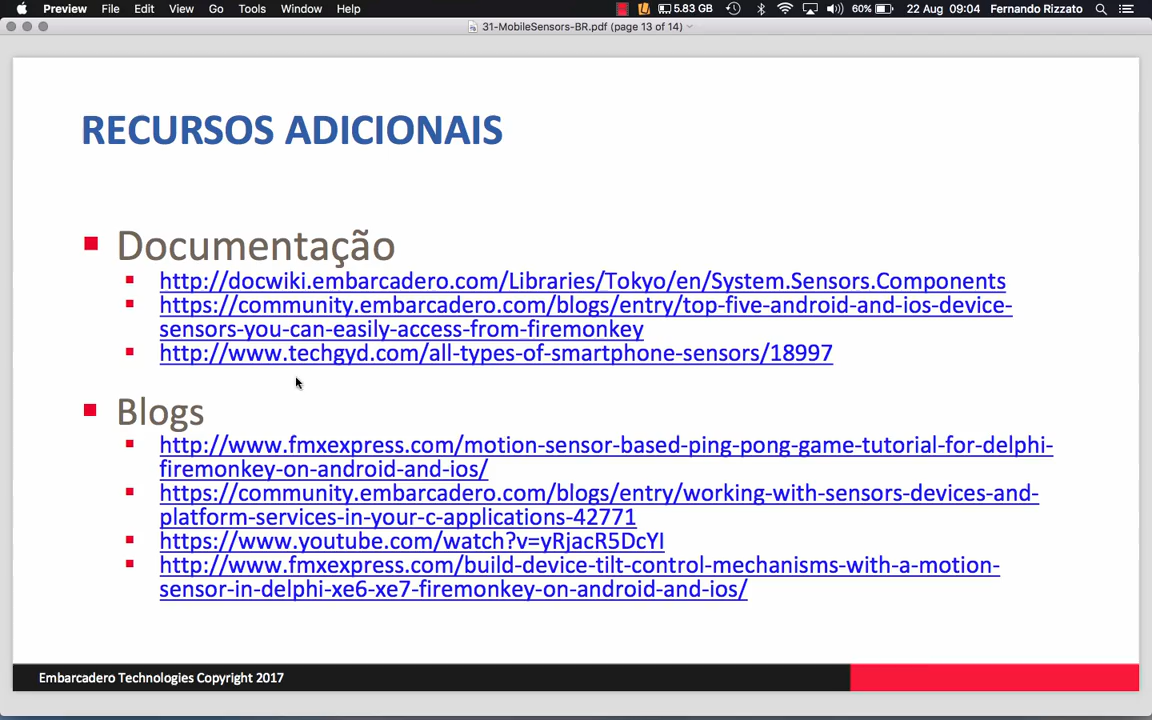 Preview File Edit View Go Tools Window Help 5.83 GB 60% 22 Aug 09:04 Fernando Rizzato
31-MobileSensors-BR.pdf (page 13 of 14)
RECURSOS ADICIONAIS
Documentação
http://docwiki.embarcadero.com/Libraries/Tokyo/en/System.Sensors.Components
https://community.embarcadero.com/blogs/entry/top-five-android-and-ios-device-
sensors-you-can-easily-access-from-firemonkey
http://www.techgyd.com/all-types-of-smartphone-sensors/18997
Blogs
http://www.fmxexpress.com/motion-sensor-based-ping-pong-game-tutorial-for-delphi-
firemonkey-on-android-and-ios/
https://community.embarcadero.com/blogs/entry/working-with-sensors-devices-and-
platform-services-in-your-c-applications-42771
https://www.youtube.com/watch?v=yRjacR5DcYI
http://www.fmxexpress.com/build-device-tilt-control-mechanisms-with-a-motion-
sensor-in-delphi-xe6-xe7-firemonkey-on-android-and-ios/
Embarcadero Technologies Copyright 2017